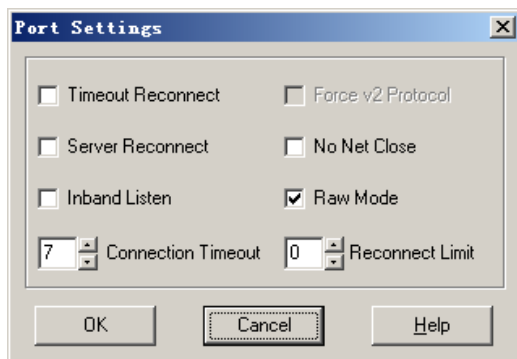 Port Settings
Timeout Reconnect
Force v2 Protocol
Server Reconnect
No Net Close
Inband Listen
Raw Mode
7 Connection Timeout
0 Reconnect Limit
OK
Cancel
Help